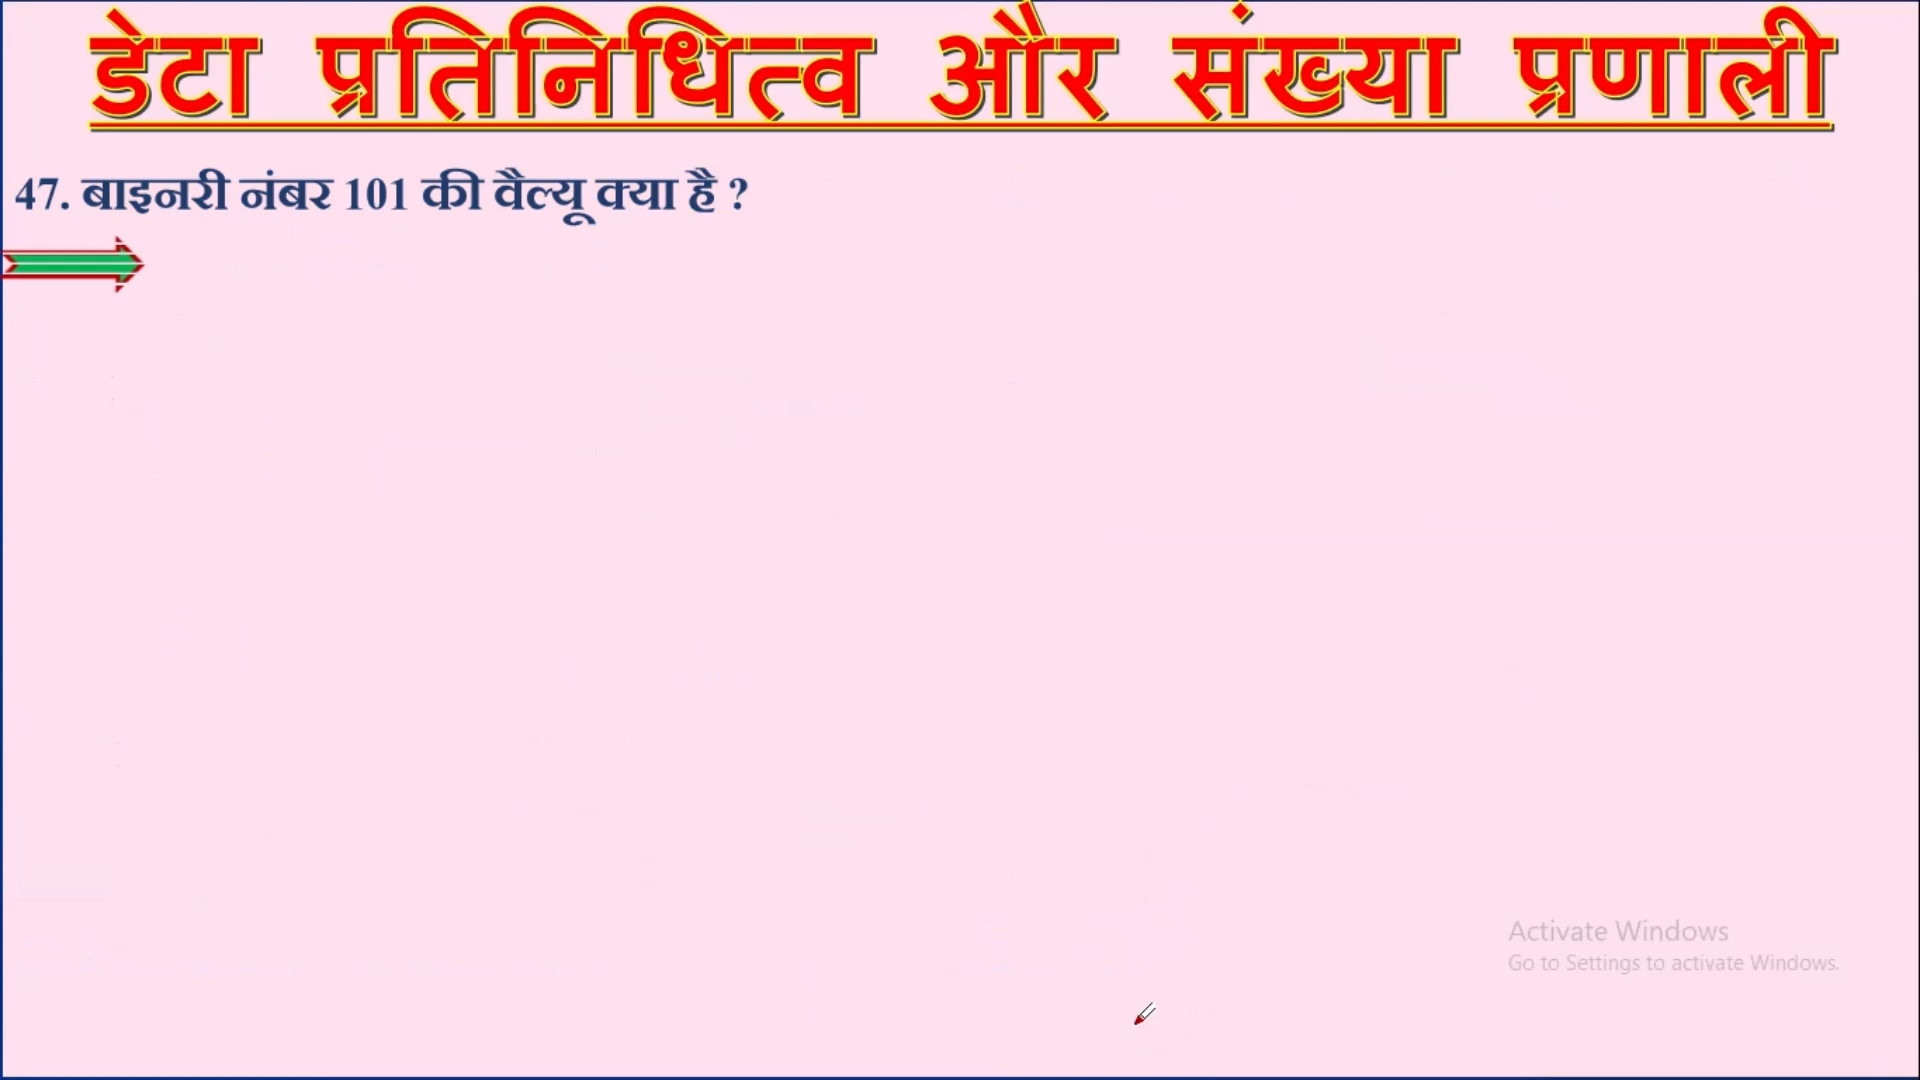 डेटा प्रतिनिधित्व और संख्या प्रणाली
47. बाइनरी नंबर 101 की वैल्यू क्या है ?
Activate Windows
Go to Settings to activate Windows.